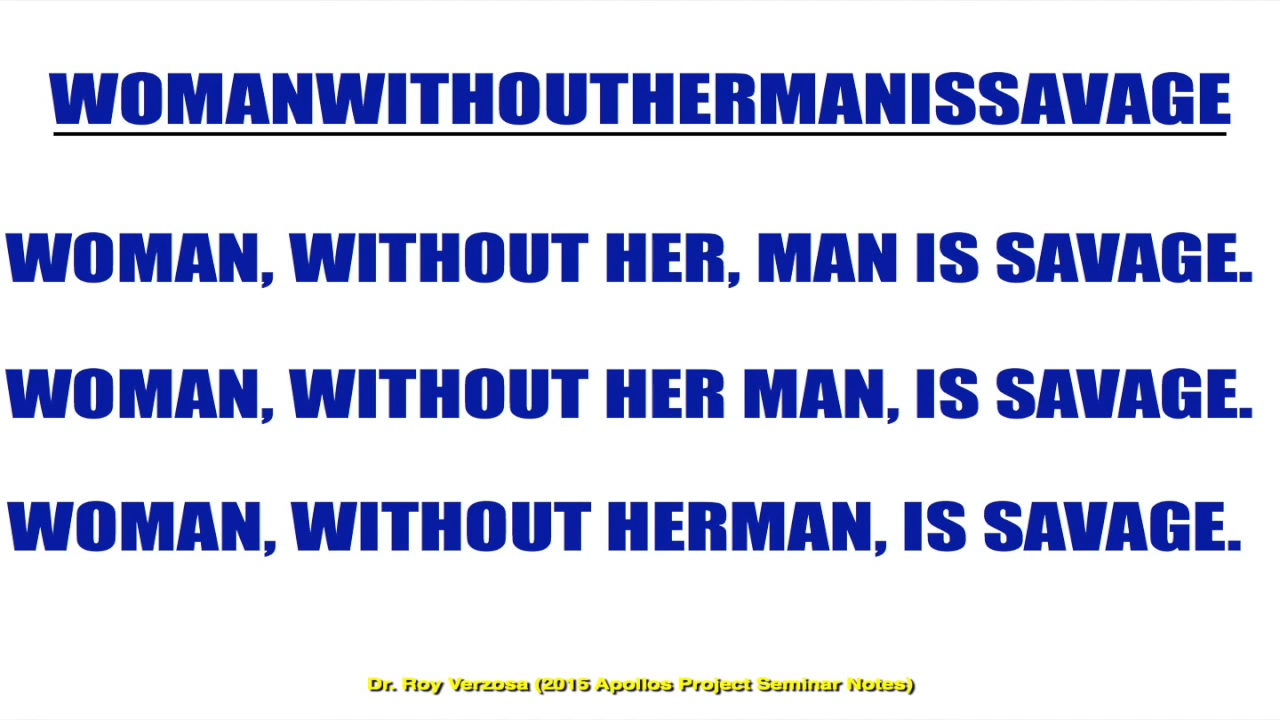 WOMANWITHOUTHERMANISSAVAGE
WOMAN, WITHOUT HER, MAN IS SAVAGE.
WOMAN, WITHOUT HER MAN, IS SAVAGE.
WOMAN, WITHOUT HERMAN, IS SAVAGE.
Dr. Roy Verzosa (2015 Apollos Project Seminar Notes)